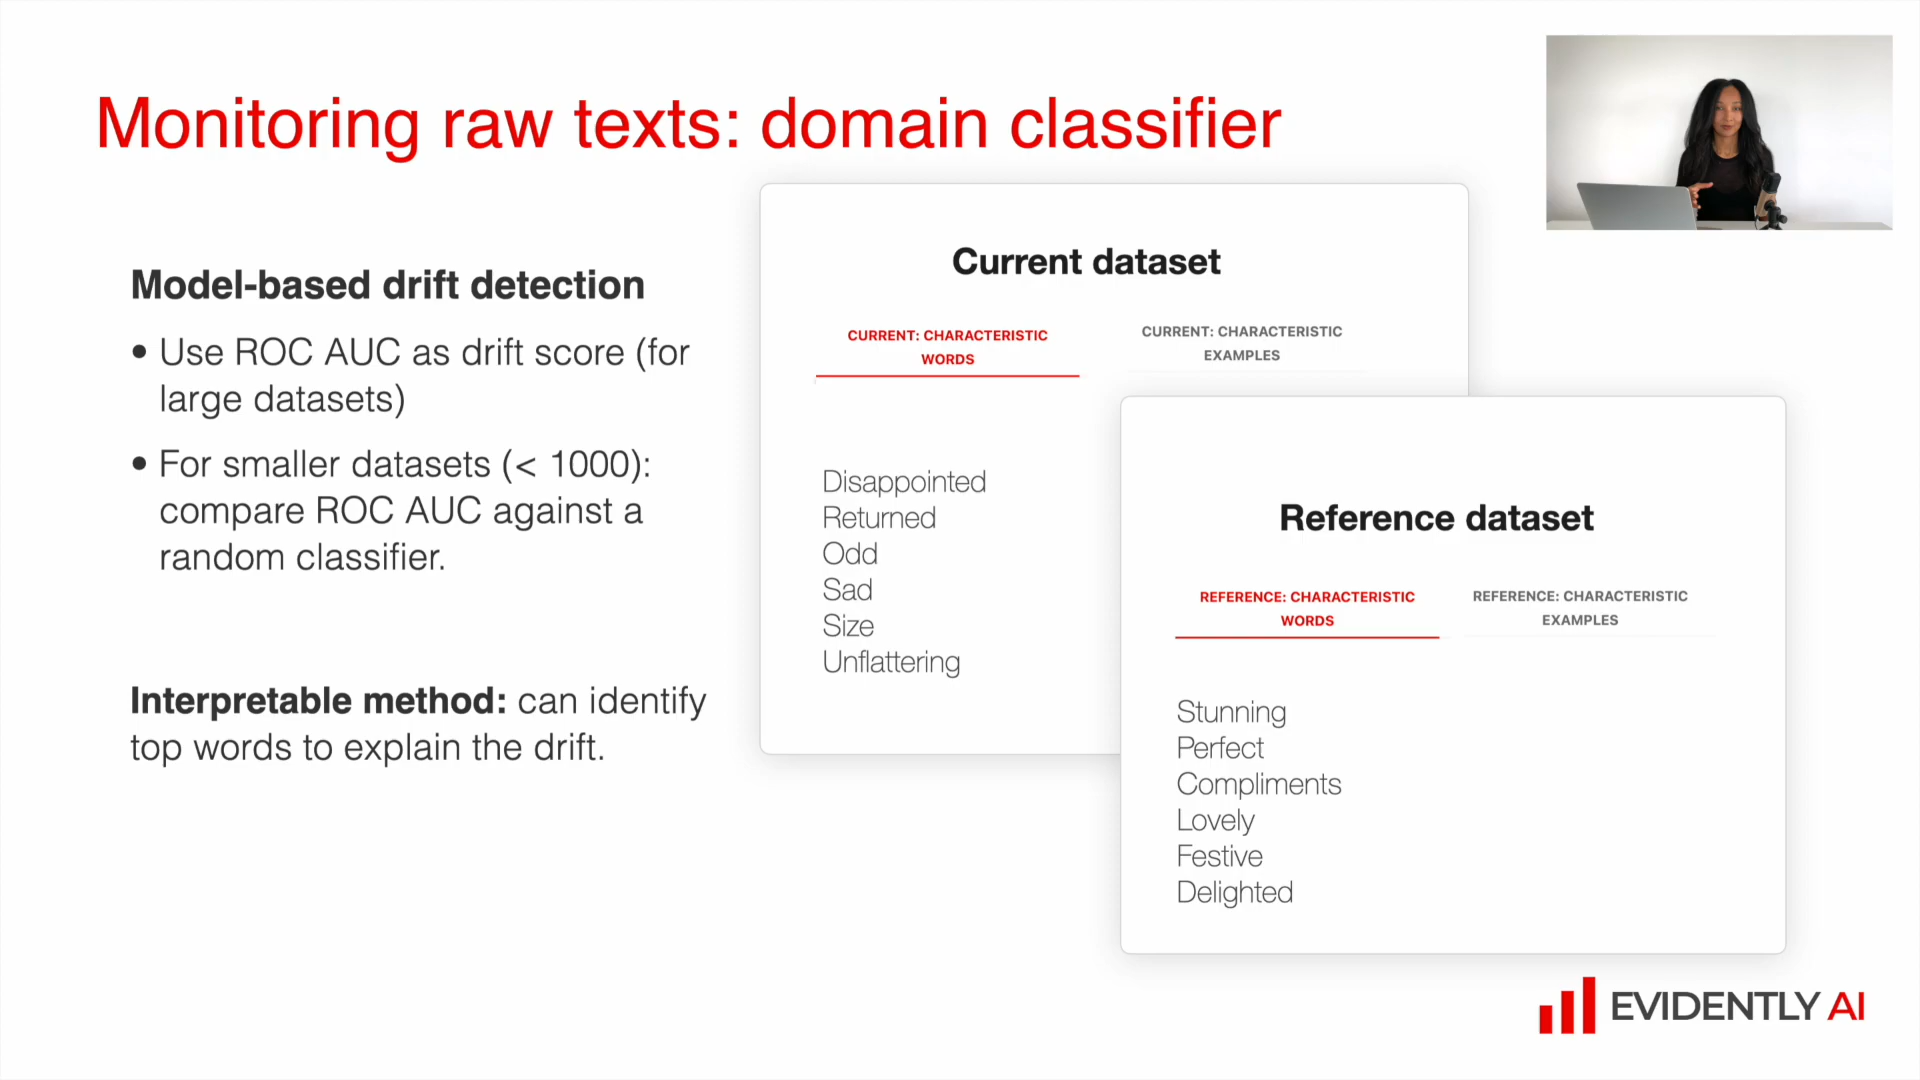 Monitoring raw texts: domain classifier
Model-based drift detection
• Use ROC AUC as drift score (for
large datasets)
• For smaller datasets (< 1000):
compare ROC AUC against a
random classifier.
Interpretable method: can identify
top words to explain the drift.
Current dataset
CURRENT: CHARACTERISTIC
WORDS
CURRENT: CHARACTERISTIC
EXAMPLES
Disappointed
Returned
Odd
Sad
Size
Unflattering
Reference dataset
REFERENCE: CHARACTERISTIC
WORDS
REFERENCE: CHARACTERISTIC
EXAMPLES
Stunning
Perfect
Compliments
Lovely
Festive
Delighted
EVIDENTLY AI